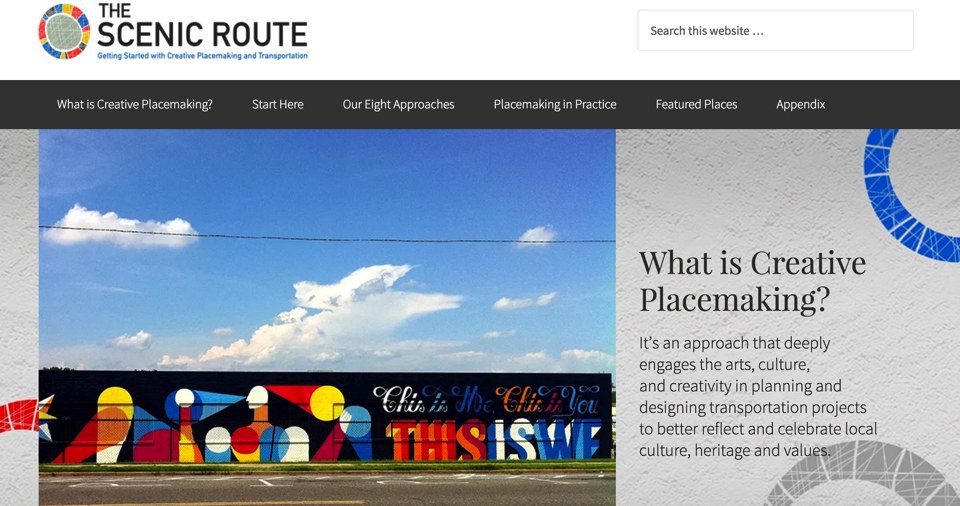 THE
SCENIC ROUTE
Getting Started with Creative Placemaking and Transportation
Search this website …
What is Creative Placemaking?
Start Here
Our Eight Approaches
Placemaking in Practice
Featured Places
Appendix
This is Me, This is You
THIS IS WE
What is Creative
Placemaking?
It’s an approach that deeply
engages the arts, culture,
and creativity in planning and
designing transportation projects
to better reflect and celebrate local
culture, heritage and values.